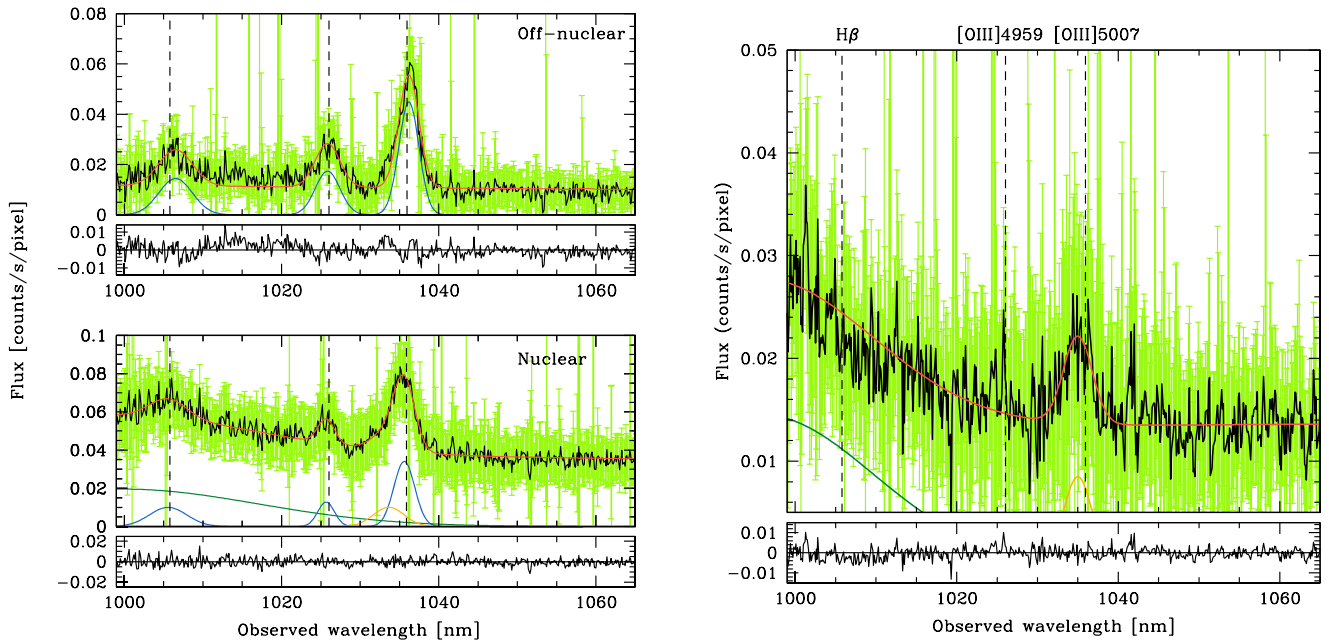 Off-nuclear
0.08
0.06
0.04
0.02
0
0.01
0
-0.01
1000 1020 1040 1060
Flux [counts/s/pixel]
Nuclear
0.1
0.08
0.06
0.04
0.02
0
0.02
0
-0.02
1000 1020 1040 1060
Observed wavelength [nm]
Hβ [OIII]4959 [OIII]5007
0.05
0.04
0.03
0.02
0.01
Flux (counts/s/pixel)
0.01
0
-0.01
1000 1020 1040 1060
Observed wavelength [nm]